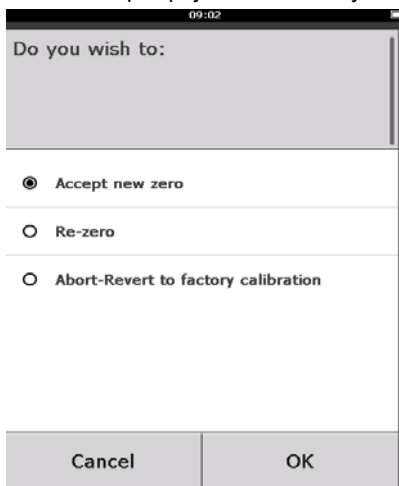 09:02
Do you wish to:
Accept new zero
Re-zero
Abort-Revert to factory calibration
Cancel
OK